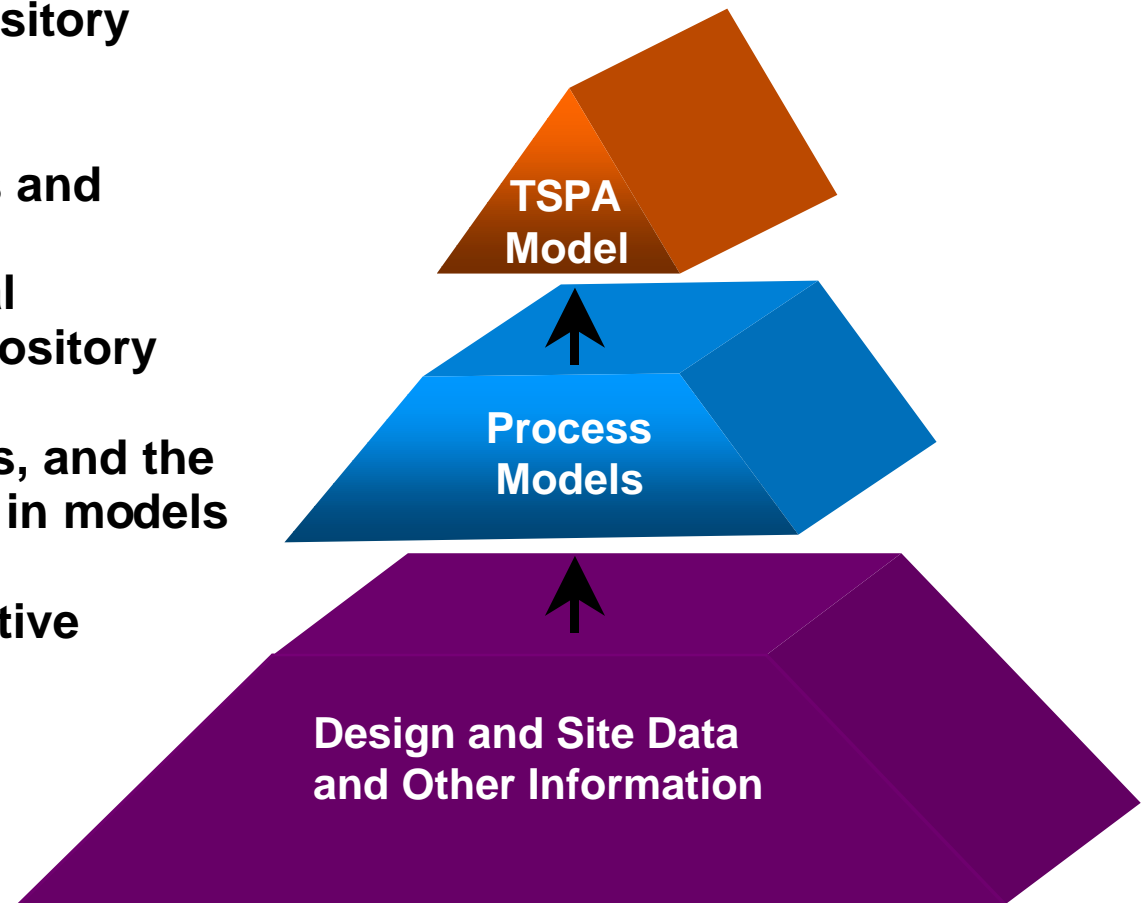 sitory
and
ository
s, and the
in models
tive
TSPA
Model
Process
Models
Design and Site Data
and Other Information